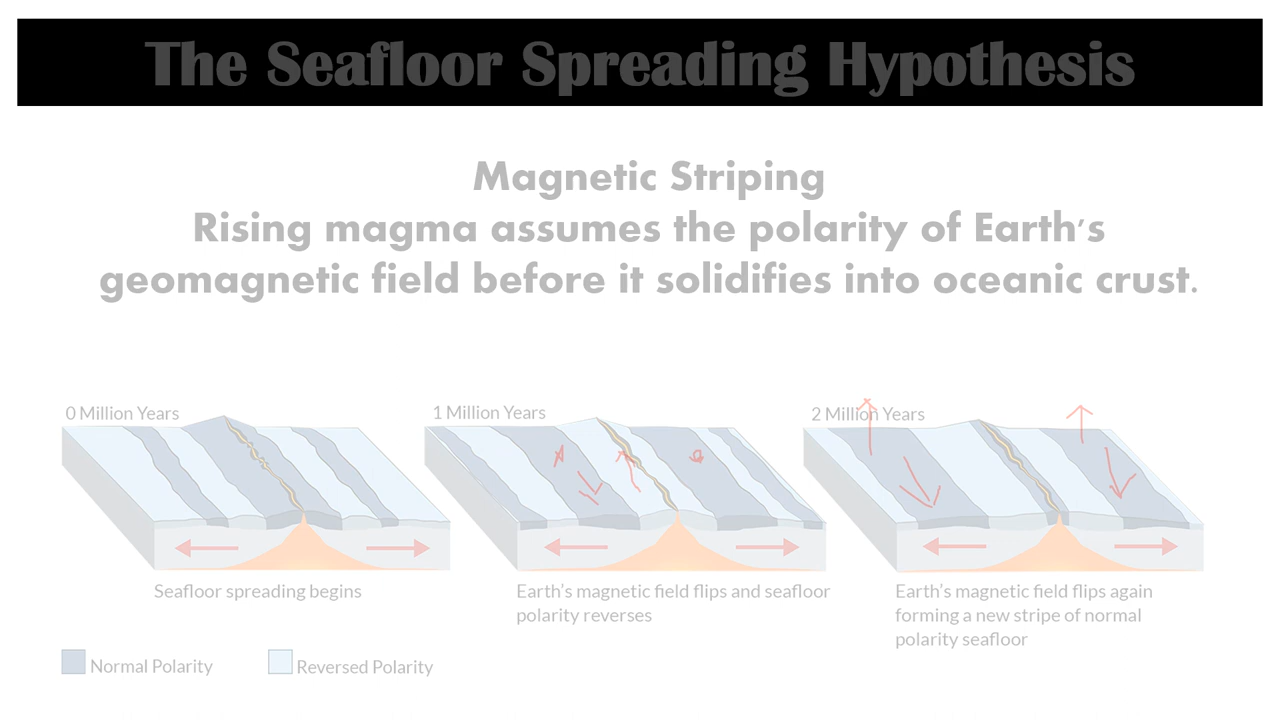 The Seafloor Spreading Hypothesis
Magnetic Striping
Rising magma assumes the polarity of Earth's
geomagnetic field before it solidifies into oceanic crust.
0 Million Years
1 Million Years
2 Million Years
Seafloor spreading begins
Earth's magnetic field flips and seafloor
polarity reverses
Earth's magnetic field flips again
forming a new stripe of normal
polarity seafloor
Normal Polarity
Reversed Polarity